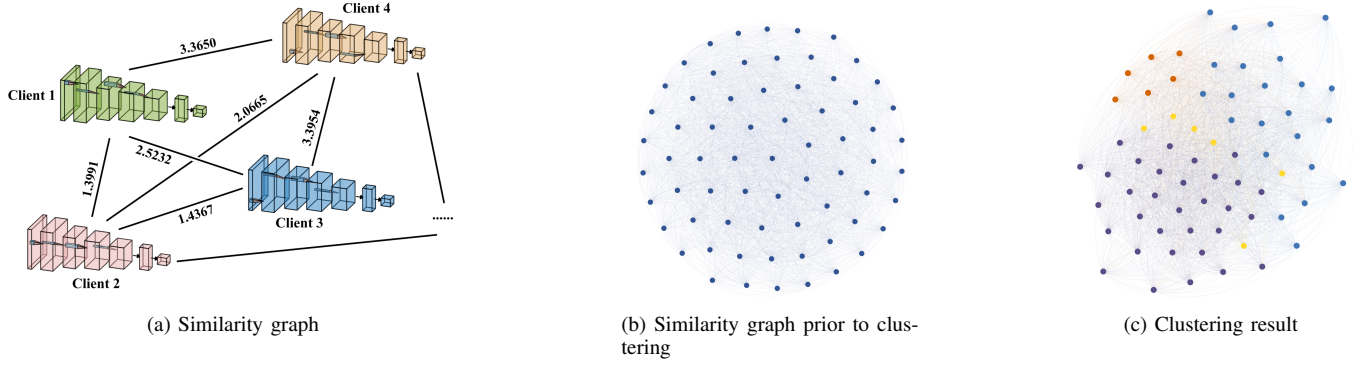 Client 4
3.3650
Client 1
2.0665
3.3954
2.5232
1.3991
1.4367
Client 3
......
Client 2
(a) Similarity graph
(b) Similarity graph prior to clus-
tering
(c) Clustering result